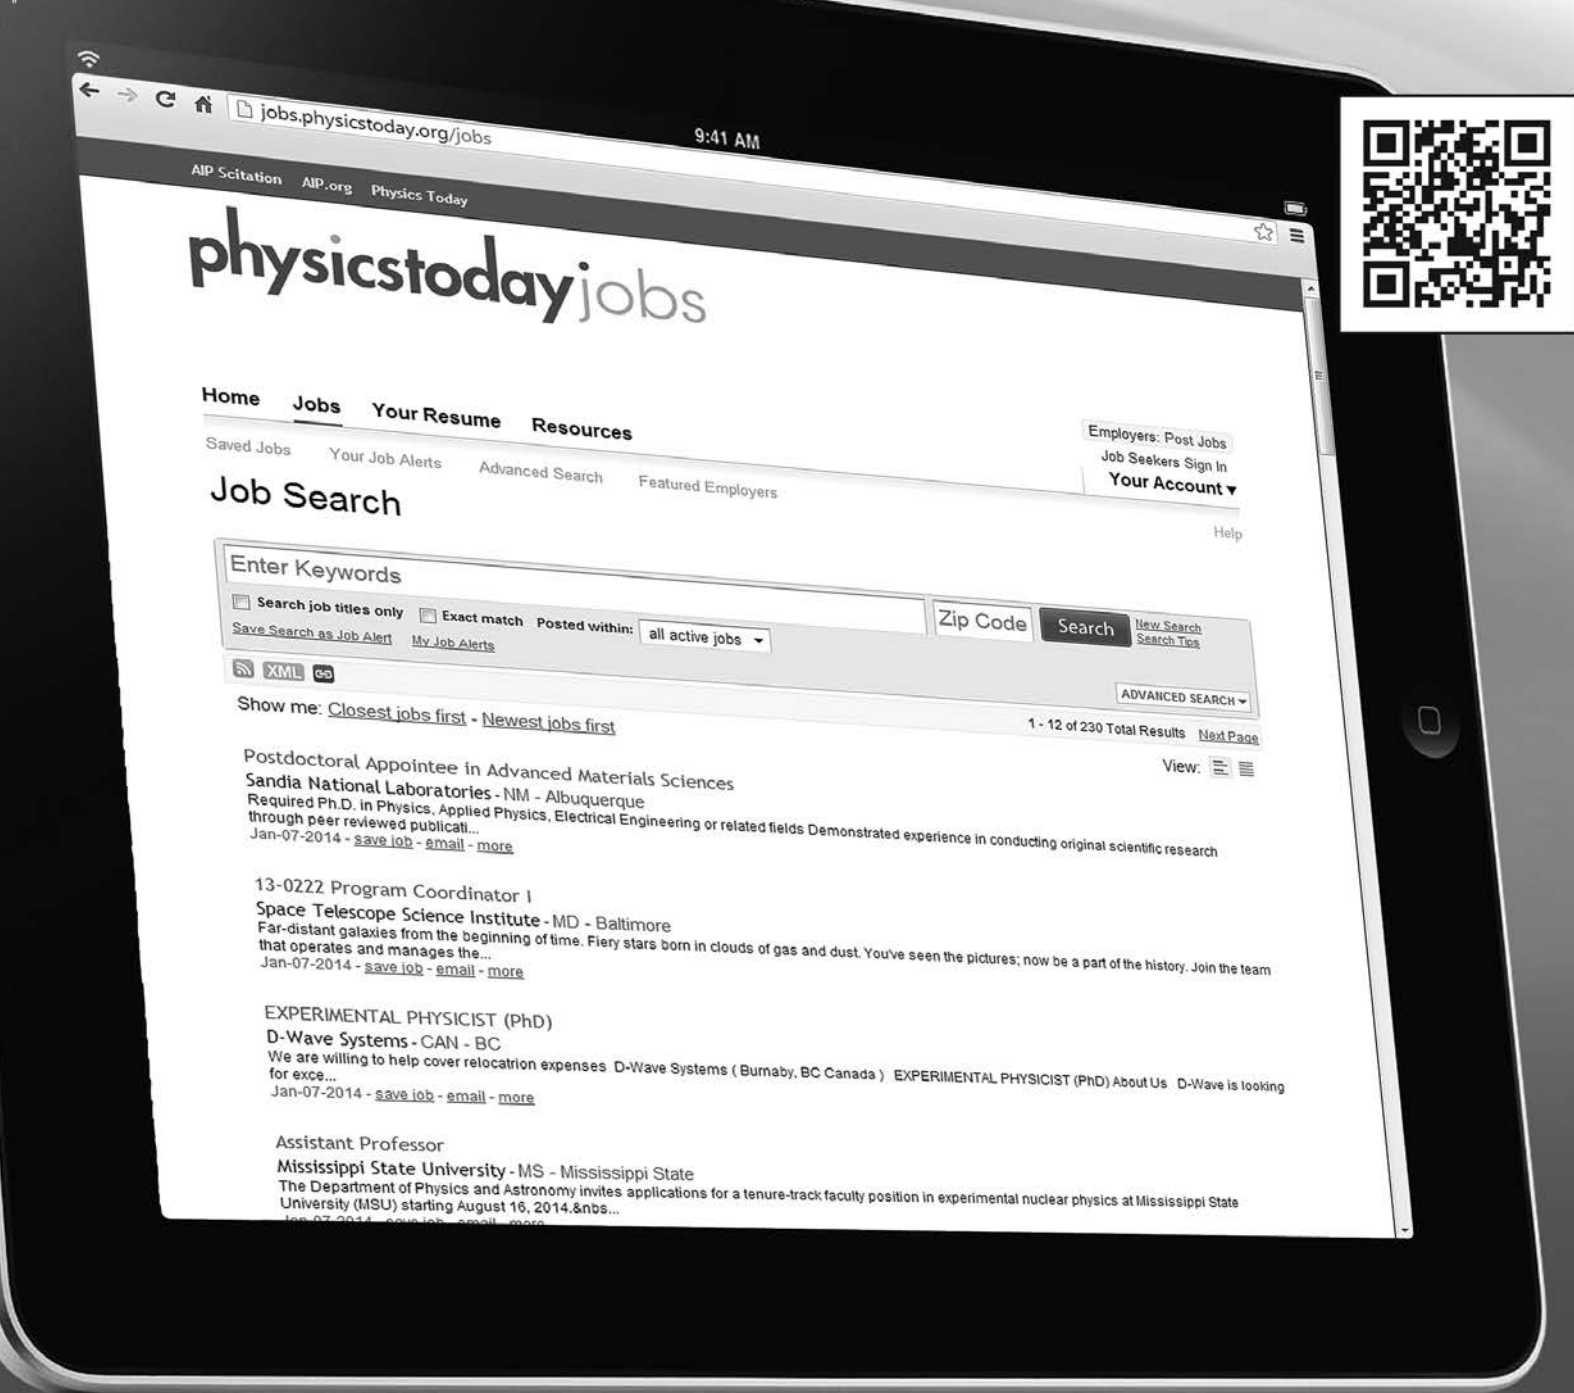 9:41 AM
jobs.physicstoday.org/jobs
AIP Scitation AIP.org Physics Today
physicstodayjobs
Home Jobs Your Resume Resources
Employers: Post Jobs
Job Seekers Sign In
Your Account
Saved Jobs Your Job Alerts Advanced Search Featured Employers
Help
Job Search
Enter Keywords
Zip Code Search New Search
Search Tips
Search job titles only Exact match Posted within: all active jobs
Save Search as Job Alert My Job Alerts
ADVANCED SEARCH
XML
1 - 12 of 230 Total Results Next Page
Show me: Closest jobs first - Newest jobs first
View:
Postdoctoral Appointee in Advanced Materials Sciences
Sandia National Laboratories - NM - Albuquerque
Required Ph.D. in Physics, Applied Physics, Electrical Engineering or related fields Demonstrated experience in conducting original scientific research
through peer reviewed publicati...
Jan-07-2014 - save job - email - more
13-0222 Program Coordinator I
Space Telescope Science Institute - MD - Baltimore
Far-distant galaxies from the beginning of time. Fiery stars born in clouds of gas and dust. You've seen the pictures; now be a part of the history. Join the team
that operates and manages the...
Jan-07-2014 - save job - email - more
EXPERIMENTAL PHYSICIST (PhD)
D-Wave Systems - CAN - BC
We are willing to help cover relocatrion expenses D-Wave Systems ( Burnaby, BC Canada ) EXPERIMENTAL PHYSICIST (PhD) About Us D-Wave is looking
for exce...
Jan-07-2014 - save job - email - more
Assistant Professor
Mississippi State University - MS - Mississippi State
The Department of Physics and Astronomy invites applications for a tenure-track faculty position in experimental nuclear physics at Mississippi State
University (MSU) starting August 16, 2014.&nbs...
Jan-07-2014 - save job - email - more